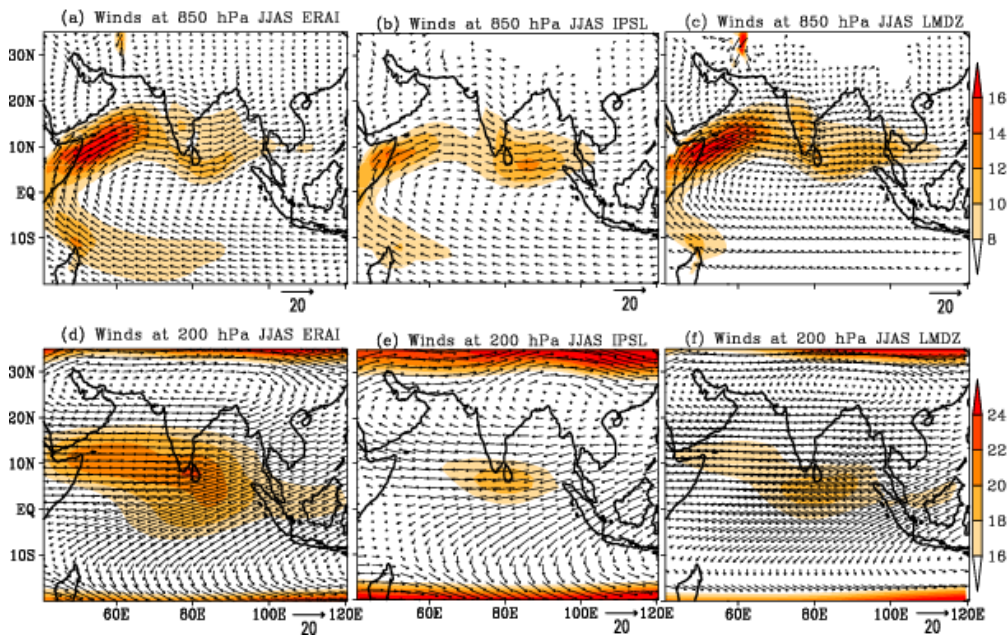 (a) Winds at 850 hPa JJAS ERAI
(b) Winds at 850 hPa JJAS IPSL
(c) Winds at 850 hPa JJAS LMDZ
30N
20N
10N
EQ
10S
20
20
20
16
14
12
10
8
(d) Winds at 200 hPa JJAS ERAI
(e) Winds at 200 hPa JJAS IPSL
(f) Winds at 200 hPa JJAS LMDZ
30N
20N
10N
EQ
10S
60E 80E 100E 120E
60E 80E 100E 120E
60E 80E 100E 120E
20
20
20
24
22
20
18
16